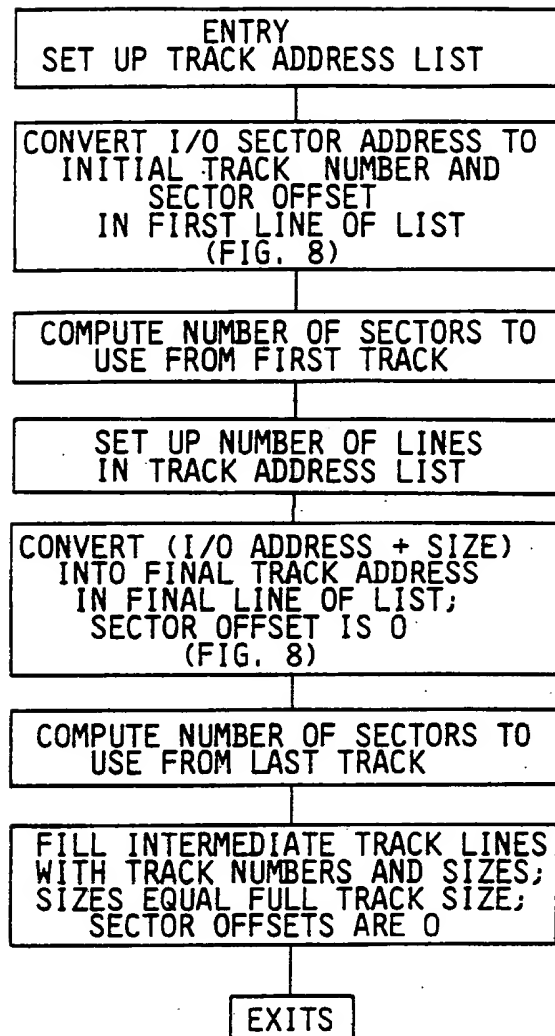 ENTRY
SET UP TRACK ADDRESS LIST
CONVERT I/O SECTOR ADDRESS TO
INITIAL TRACK NUMBER AND
SECTOR OFFSET
IN FIRST LINE OF LIST
(FIG. 8)
COMPUTE NUMBER OF SECTORS TO
USE FROM FIRST TRACK
SET UP NUMBER OF LINES
IN TRACK ADDRESS LIST
CONVERT (I/O ADDRESS + SIZE)
INTO FINAL TRACK ADDRESS
IN FINAL LINE OF LIST;
SECTOR OFFSET IS 0
(FIG. 8)
COMPUTE NUMBER OF SECTORS TO
USE FROM LAST TRACK
FILL INTERMEDIATE TRACK LINES
WITH TRACK NUMBERS AND SIZES;
SIZES EQUAL FULL TRACK SIZE;
SECTOR OFFSETS ARE 0
EXITS